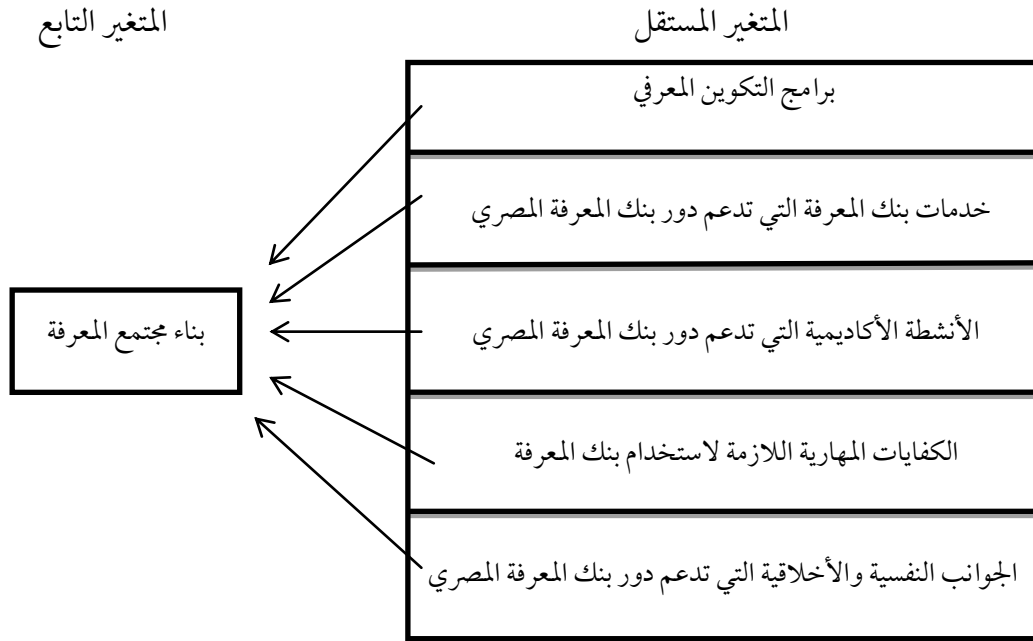 المتغير المستقل
المتغير التابع
برامج التكوين المعرفي
خدمات بنك المعرفة التي تدعم دور بنك المعرفة المصري
الأنشطة الأكاديمية التي تدعم دور بنك المعرفة المصري
الكفايات المهارية اللازمة لاستخدام بنك المعرفة
الجوانب النفسية والأخلاقية التي تدعم دور بنك المعرفة المصري
بناء مجتمع المعرفة